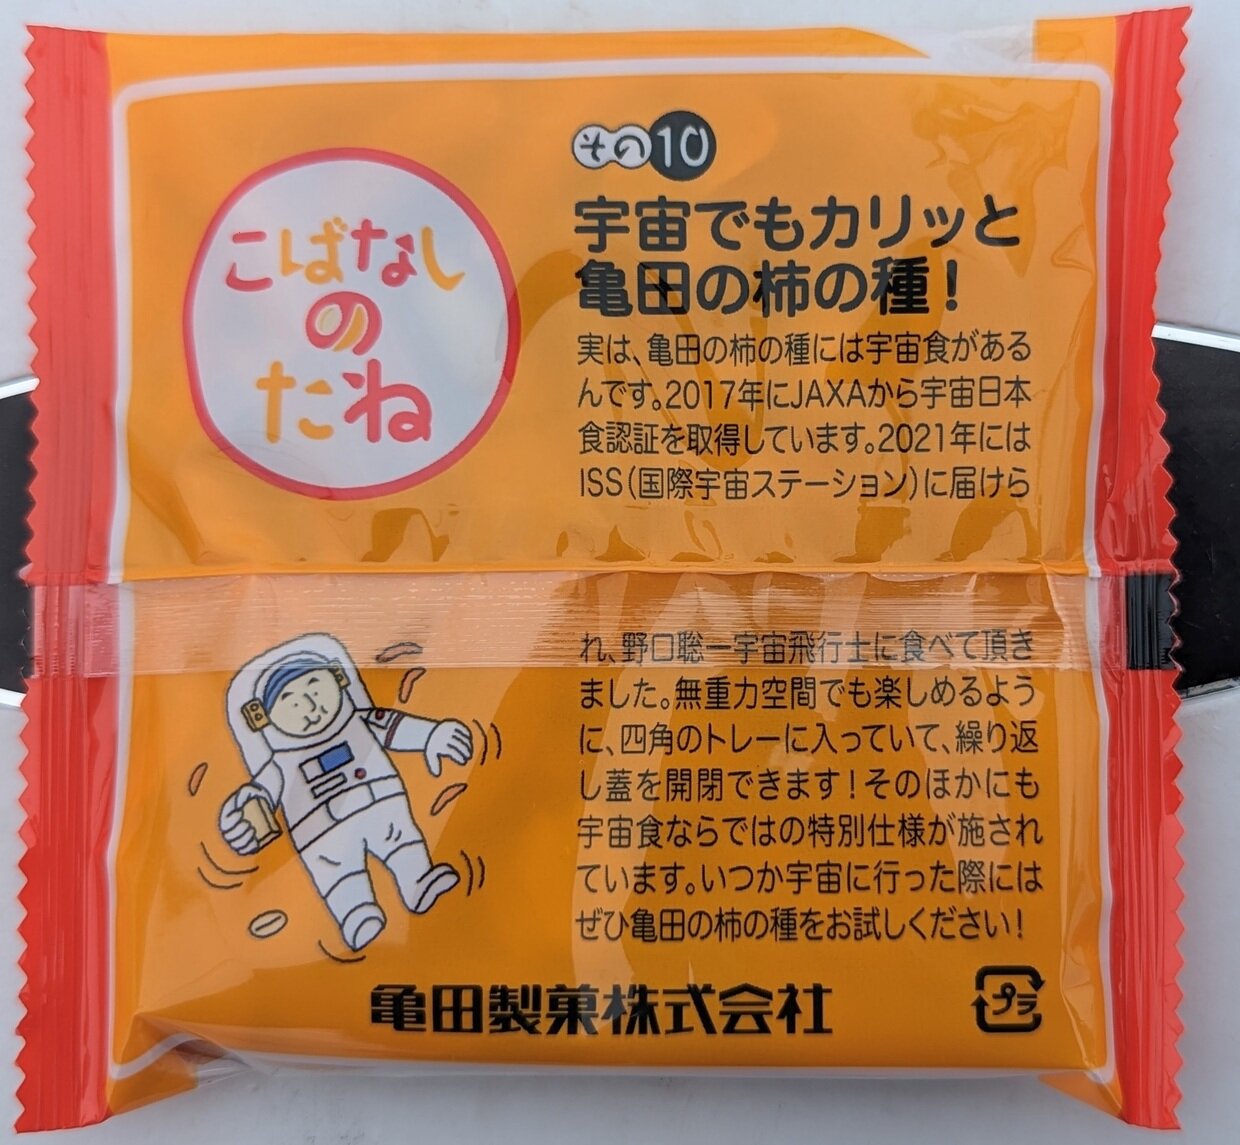 こばなし
の
たね
その10
宇宙でもカリッと
亀田の柿の種！
実は、亀田の柿の種には宇宙食がある
んです。2017年にJAXAから宇宙日本
食認証を取得しています。2021年には
ISS（国際宇宙ステーション）に届けら
れ、野口聡一宇宙飛行士に食べて頂き
ました。無重力空間でも楽しめるよう
に、四角のトレーに入っていて、繰り返
し蓋を開閉できます！そのほかにも
宇宙食ならではの特別仕様が施され
ています。いつか宇宙に行った際には
ぜひ亀田の柿の種をお試しください！
亀田製菓株式会社
プラ